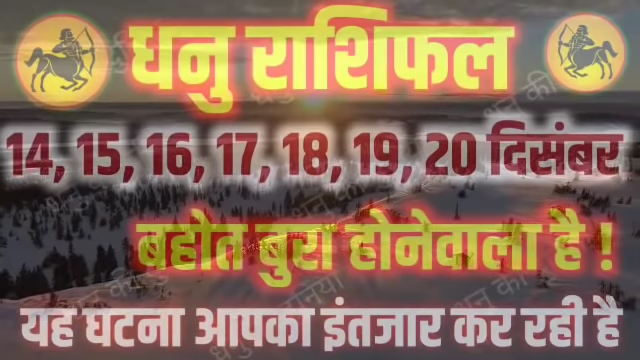 धनु राशिफल
14, 15, 16, 17, 18, 19, 20 दिसंबर
बहोत बुरा होनेवाला है !
यह घटना आपका इंतजार कर रही है